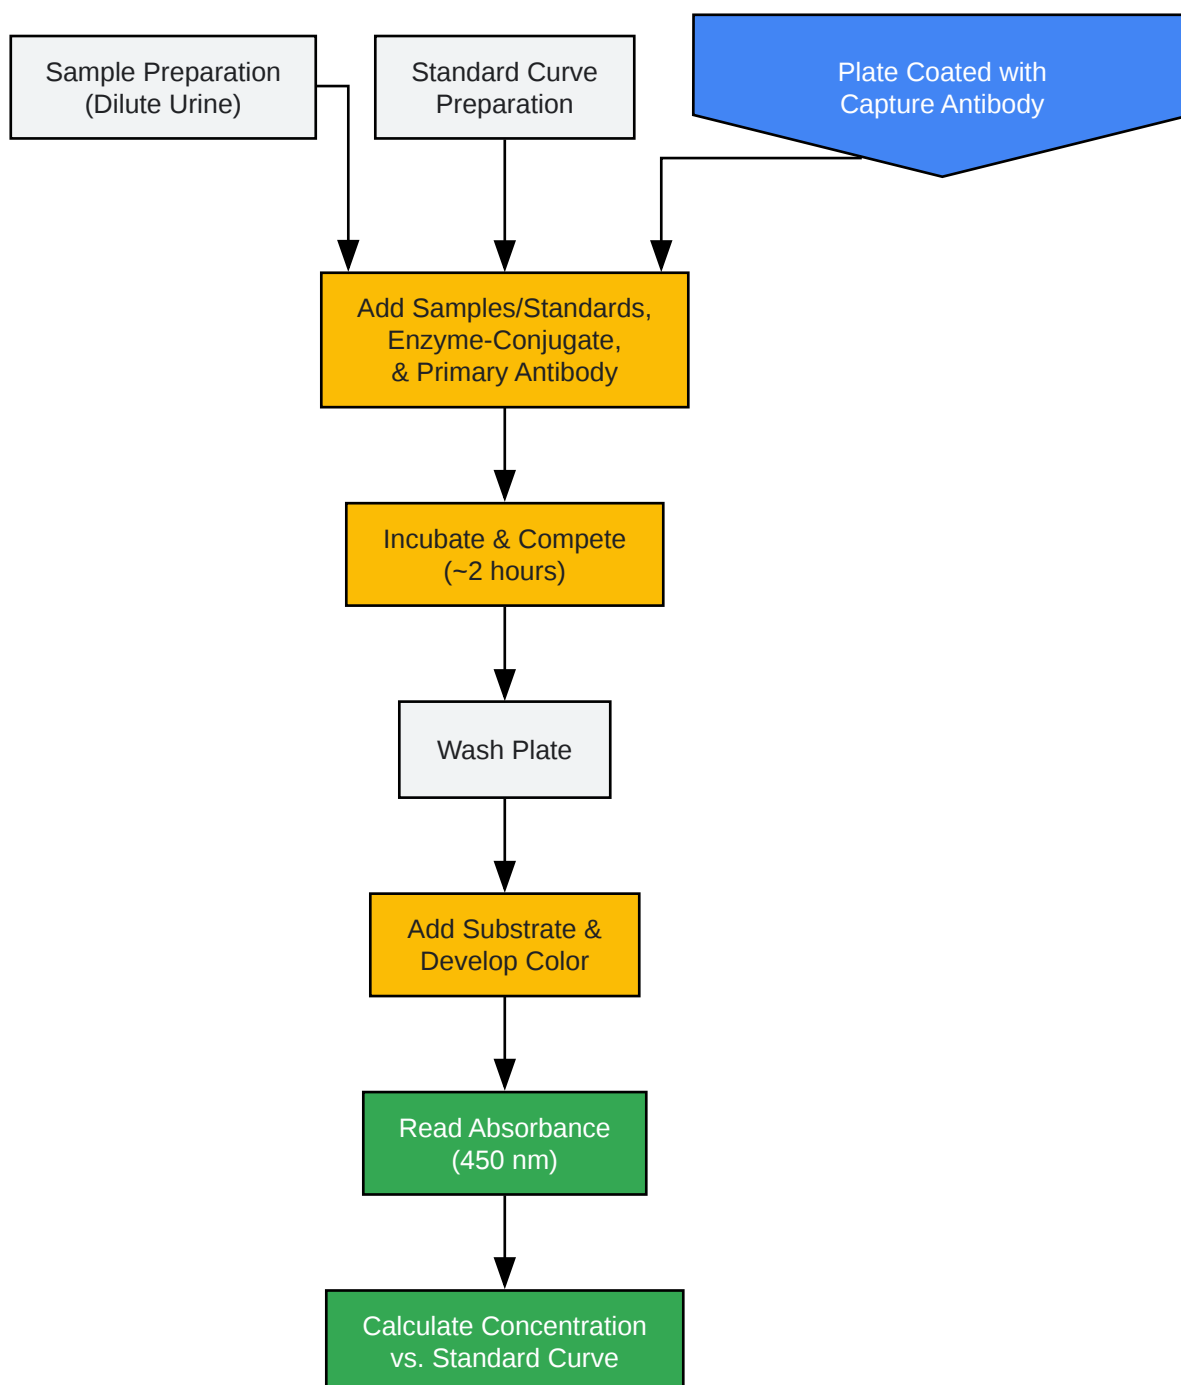 Sample Preparation
(Dilute Urine)
Standard Curve
Preparation
Plate Coated with
Capture Antibody
Add Samples/Standards,
Enzyme-Conjugate,
& Primary Antibody
Incubate & Compete
(~2 hours)
Wash Plate
Add Substrate &
Develop Color
Read Absorbance
(450 nm)
Calculate Concentration
vs. Standard Curve